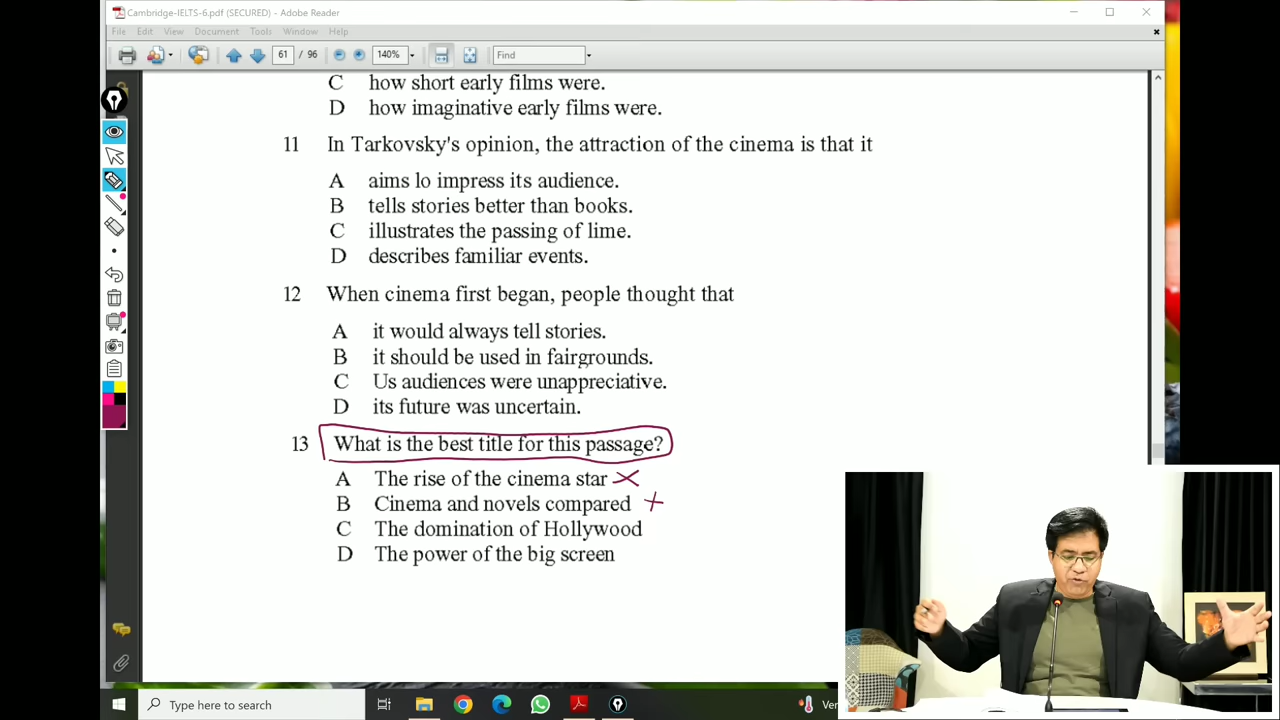 Cambridge-IELTS-6.pdf (SECURED) - Adobe Reader
File Edit View Document Tools Window Help
61 / 96 140% Find
C how short early films were.
D how imaginative early films were.
11 In Tarkovsky's opinion, the attraction of the cinema is that it
A aims lo impress its audience.
B tells stories better than books.
C illustrates the passing of lime.
D describes familiar events.
12 When cinema first began, people thought that
A it would always tell stories.
B it should be used in fairgrounds.
C Us audiences were unappreciative.
D its future was uncertain.
13 What is the best title for this passage?
A The rise of the cinema star
B Cinema and novels compared
C The domination of Hollywood
D The power of the big screen
Type here to search
Ver